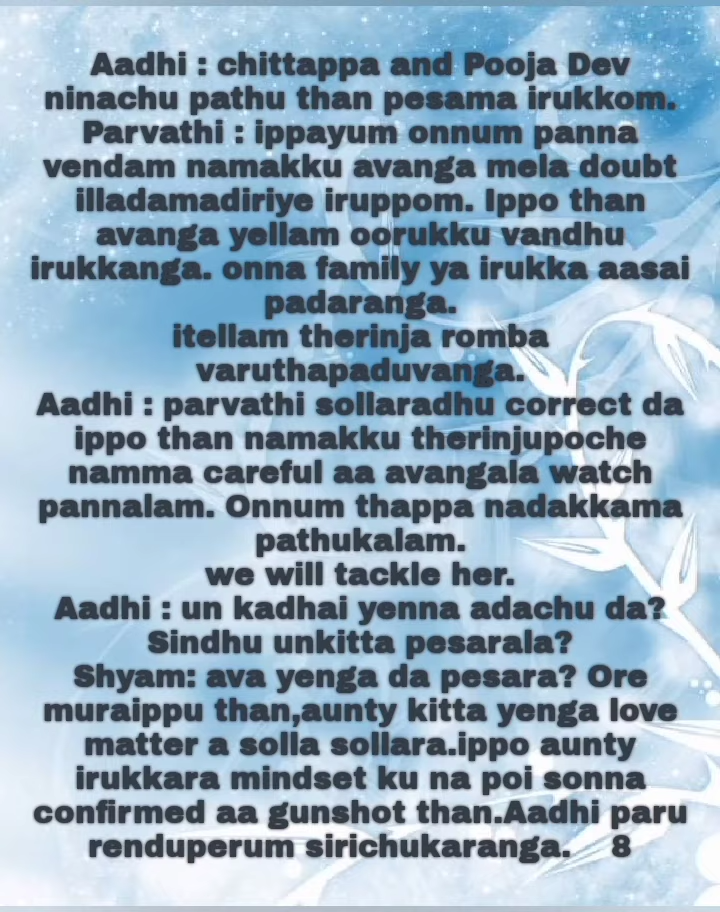 Aadhi : chittappa and Pooja Dev
ninachu pathu than pesama irukkom.
Parvathi : ippayum onnum panna
vendam namakku avanga mela doubt
illadamadiriye iruppom. Ippo than
avanga yellam oorukku vandhu
irukkanga. onna family ya irukka aasai
padaranga.
itellam therinja romba
varuthapaduvanga.
Aadhi : parvathi sollaradhu correct da
ippo than namakku therinjupoche
namma careful aa avangala watch
pannalam. Onnum thappa nadakkama
pathukalam.
we will tackle her.
Aadhi : un kadhai yenna adachu da?
Sindhu unkitta pesarala?
Shyam: ava yenga da pesara? Ore
muraippu than,aunty kitta yenga love
matter a solla sollara.ippo aunty
irukkara mindset ku na poi sonna
confirmed aa gunshot than.Aadhi paru
renduperum sirichukaranga. 8